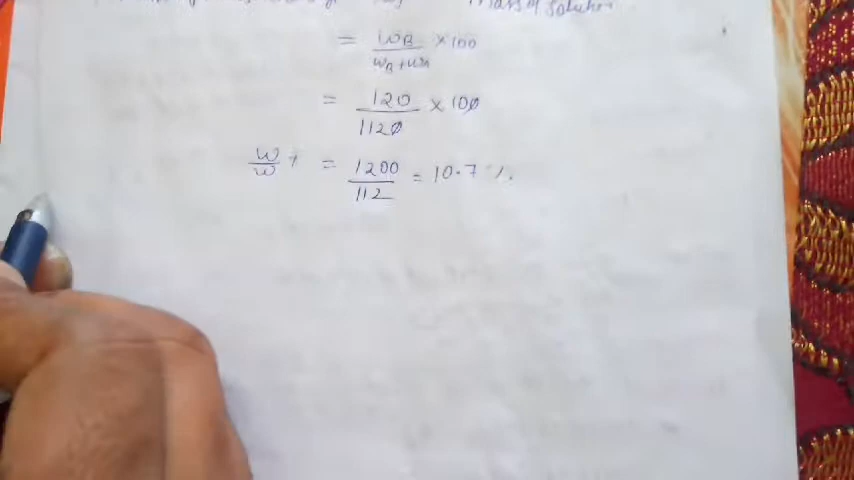 Mass of Solution
= WB / WB + WA × 100
= 120 / 1120 × 100
W/W % = 1200 / 112 = 10.7 %.